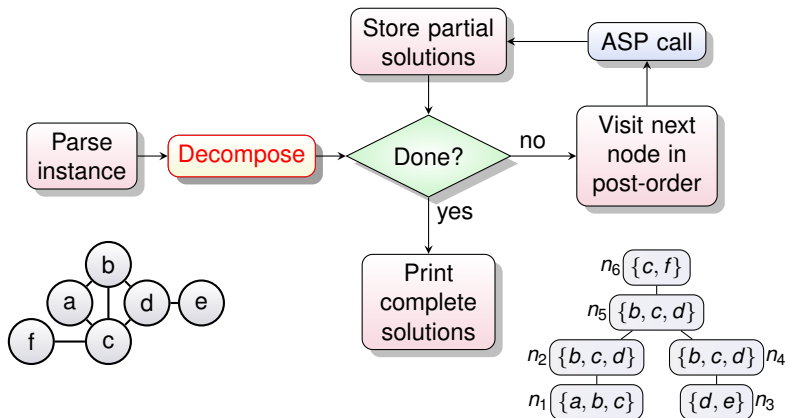 Store partial
solutions
ASP call
Parse
instance
Decompose
Done?
no
Visit next
node in
post-order
yes
Print
complete
solutions
b
a
d
e
f
c
n6 {c, f}
n5 {b, c, d}
n2 {b, c, d}
{b, c, d} n4
n1 {a, b, c}
{d, e} n3